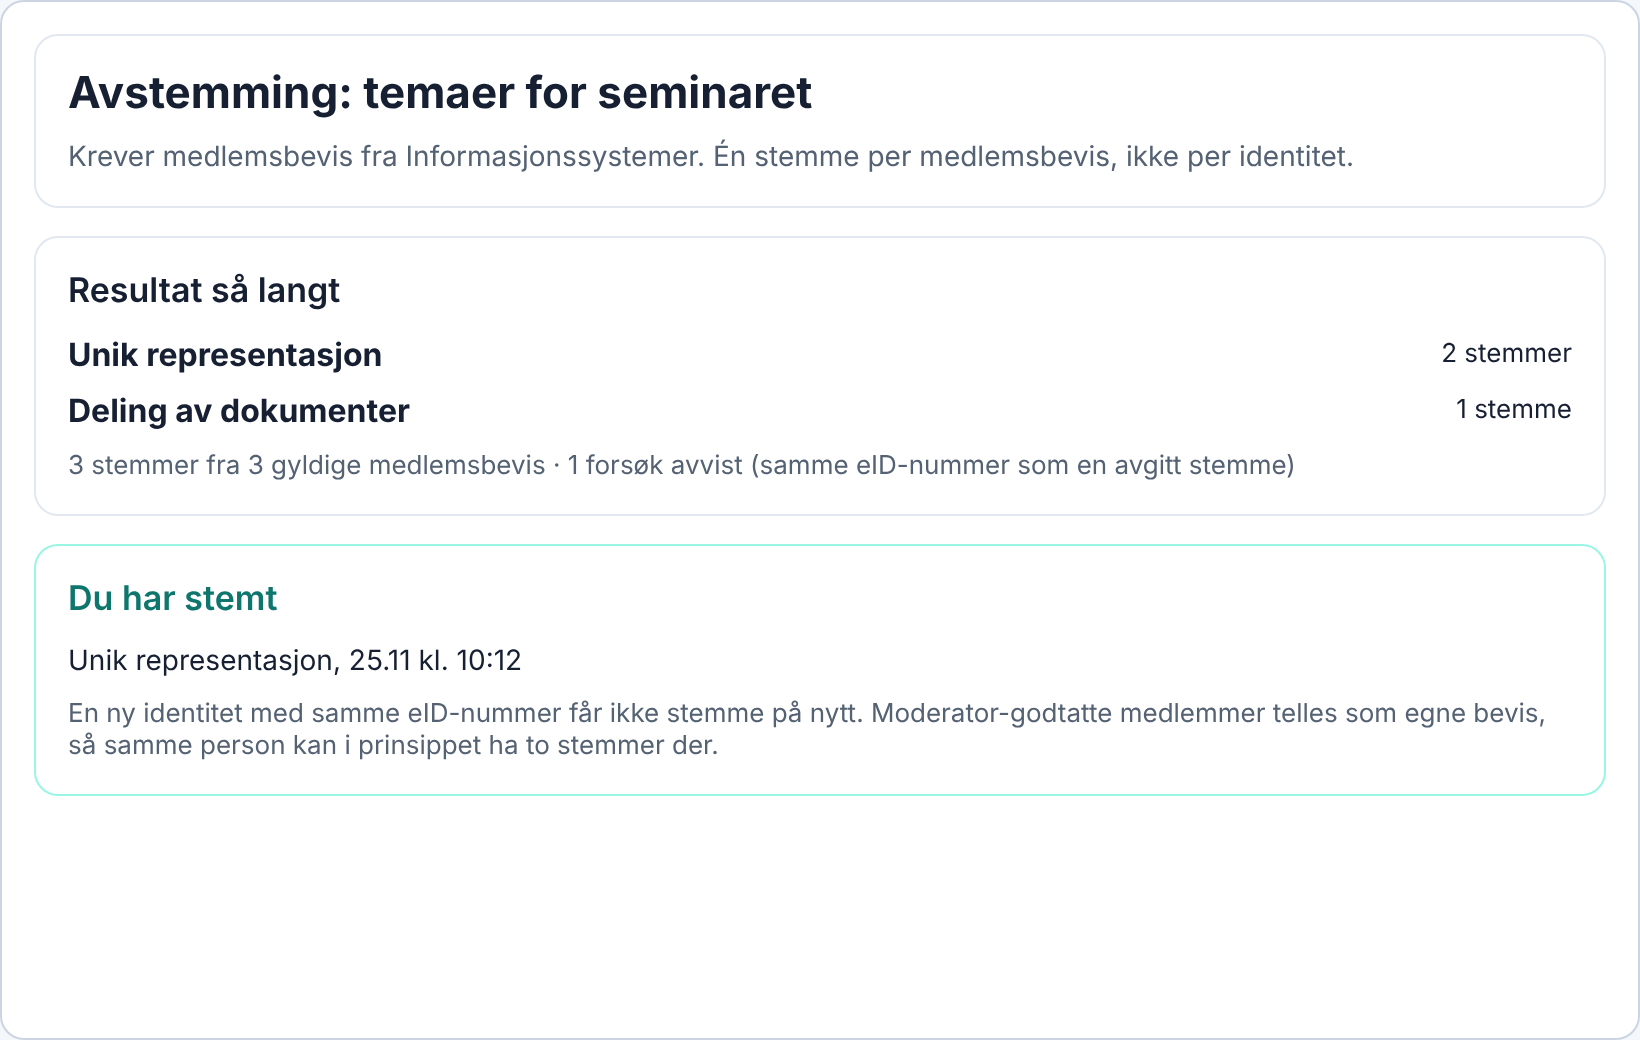 Avstemming: temaer for seminaret
Krever medlemsbevis fra Informasjonssystemer. Én stemme per medlemsbevis, ikke per identitet.
Resultat så langt
Unik representasjon 2 stemmer
Deling av dokumenter 1 stemme
3 stemmer fra 3 gyldige medlemsbevis · 1 forsøk avvist (samme eID-nummer som en avgitt stemme)
Du har stemt
Unik representasjon, 25.11 kl. 10:12
En ny identitet med samme eID-nummer får ikke stemme på nytt. Moderator-godtatte medlemmer telles som egne bevis,
så samme person kan i prinsippet ha to stemmer der.